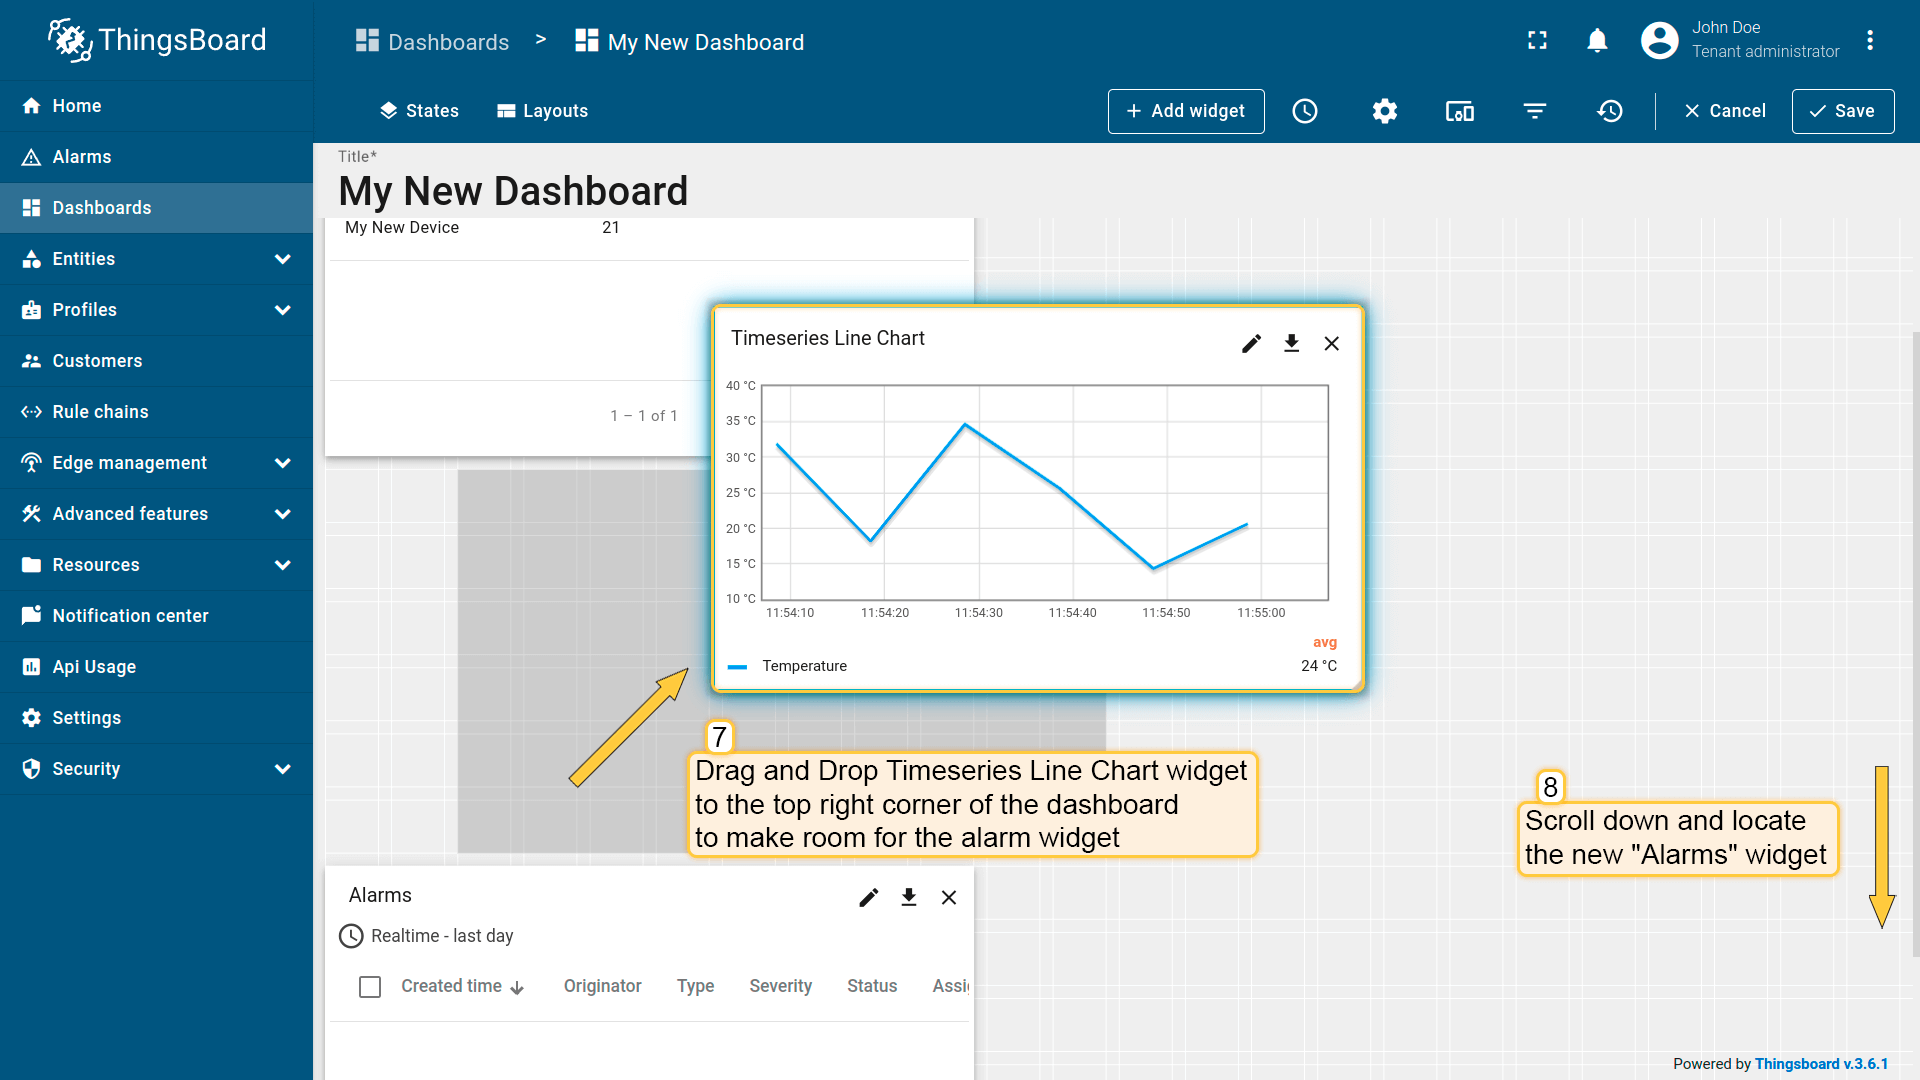 ThingsBoard
Dashboards > My New Dashboard
John Doe
Tenant administrator
States
Layouts
+ Add widget
Cancel
Save
Home
Alarms
Dashboards
Entities
Profiles
Customers
Rule chains
Edge management
Advanced features
Resources
Notification center
Api Usage
Settings
Security
Title*
My New Dashboard
My New Device 21
1 – 1 of 1
Timeseries Line Chart
40 °C
35 °C
30 °C
25 °C
20 °C
15 °C
10 °C
11:54:10 11:54:20 11:54:30 11:54:40 11:54:50 11:55:00
avg
Temperature 24 °C
7
Drag and Drop Timeseries Line Chart widget
to the top right corner of the dashboard
to make room for the alarm widget
8
Scroll down and locate
the new "Alarms" widget
Alarms
Realtime - last day
Created time Originator Type Severity Status
Powered by Thingsboard v.3.6.1